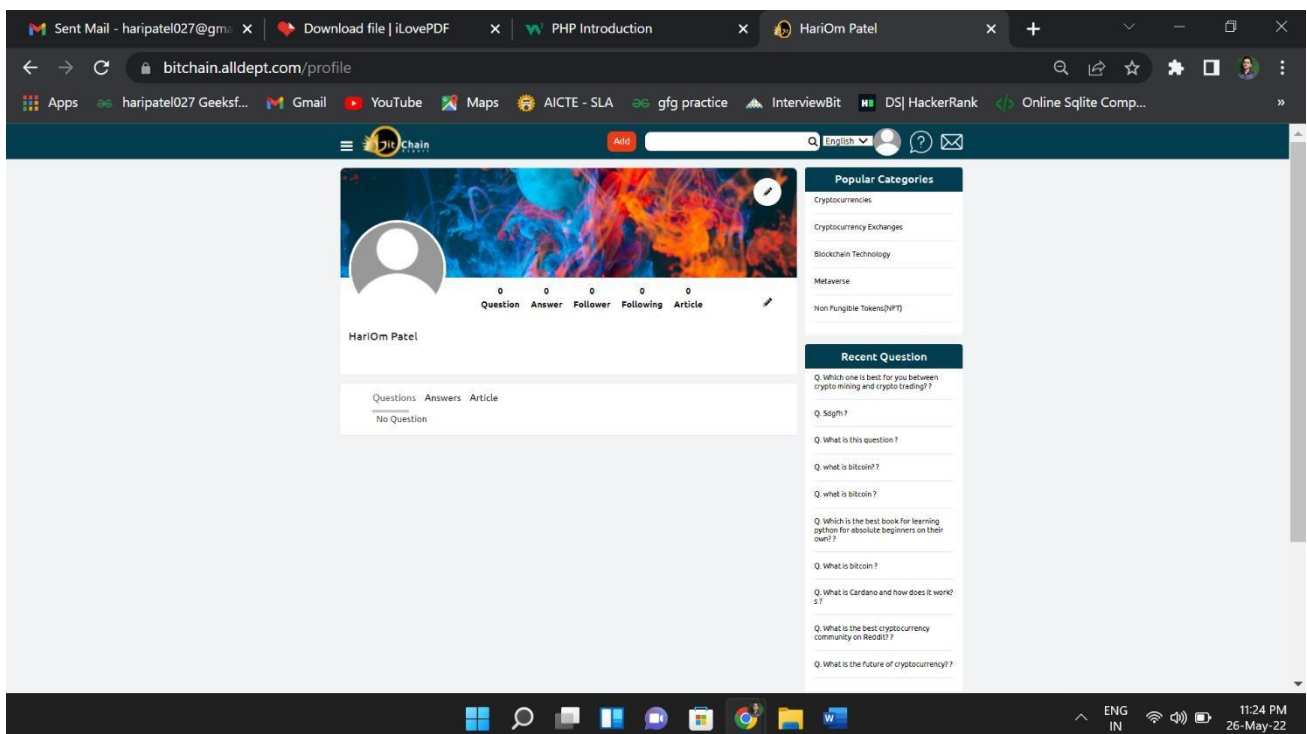 Sent Mail - haripatel027@gma
Download file | iLovePDF
PHP Introduction
HariOm Patel
bitchain.alldept.com/profile
Apps
haripatel027 Geeksf...
Gmail
YouTube
Maps
AICTE - SLA
gfg practice
InterviewBit
DS| HackerRank
Online Sqlite Comp...
»
bit Chain
Add
English
Popular Categories
Cryptocurrencies
Cryptocurrency Exchanges
Blockchain Technology
Metaverse
Non Fungible Tokens(NFT)
0 0 0 0 0
Question Answer Follower Following Article
HariOm Patel
Questions Answers Article
No Question
Recent Question
Q. Which one is best for you between
crypto mining and crypto trading? ?
Q. Sdgfh ?
Q. What is this question ?
Q. what is bitcoin? ?
Q. what is bitcoin ?
Q. Which is the best book for learning
python for absolute beginners on their
own? ?
Q. What is bitcoin ?
Q. What is Cardano and how does it work?
s ?
Q. What is the best cryptocurrency
community on Reddit? ?
Q. What is the future of cryptocurrency? ?
ENG
IN
11:24 PM
26-May-22